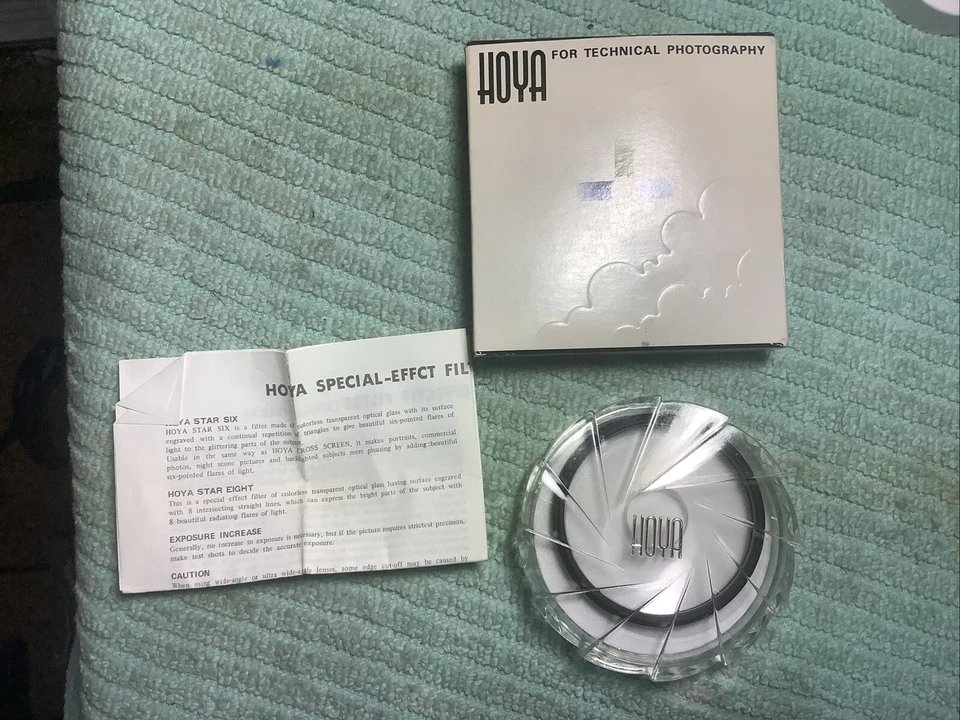 HOYA FOR TECHNICAL PHOTOGRAPHY
HOYA SPECIAL-EFFCT
HOYA STAR SIX
HOYA STAR SIX is a filter made of colorless transparent optical glass with its surface
engraved with a continual repetition of triangles to give beautiful six-pointed flares of
light to the glittering parts of the subject.
Usable in the same way as HOYA CROSS SCREEN, it makes portraits, commercial
photos, night scene pictures and backlighted subjects more pleasing by adding beautiful
six-pointed flares of light.
HOYA STAR EIGHT
This is a special effect filter of colorless transparent optical glass having surface engraved
with 8 intersecting straight lines, which can express the bright parts of the subject with
8 beautiful radiating flares of light.
EXPOSURE INCREASE
Generally, no increase in exposure is necessary, but if the picture requires strictest precision,
make test shots to decide the accurate exposure.
CAUTION
When using wide-angle or ultra wide-angle lenses, some edge cut-off may be caused by
HOYA